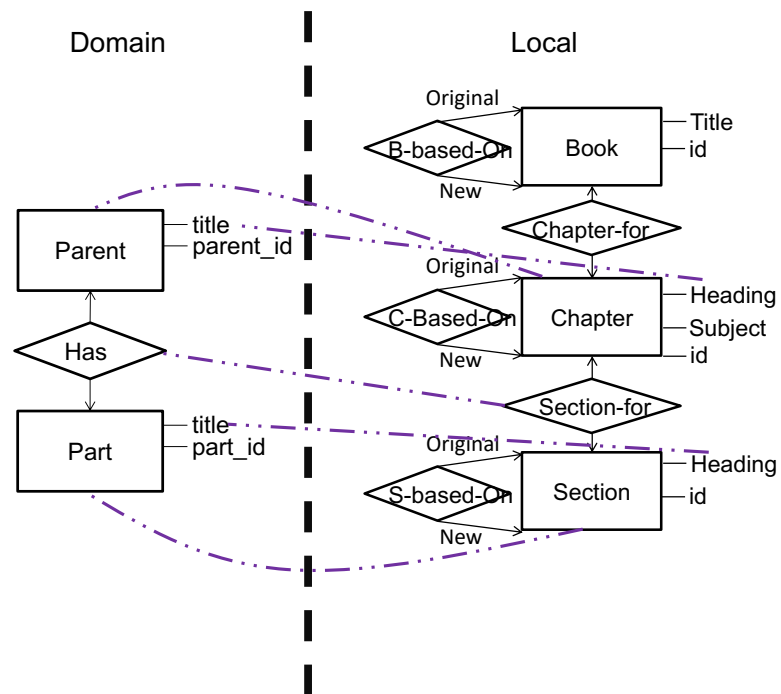 Domain
Local
Original
B-based-On
New
Book
Title
id
Chapter-for
Parent
title
parent_id
Original
C-Based-On
New
Chapter
Heading
Subject
id
Has
Section-for
Part
title
part_id
Original
S-based-On
New
Section
Heading
id